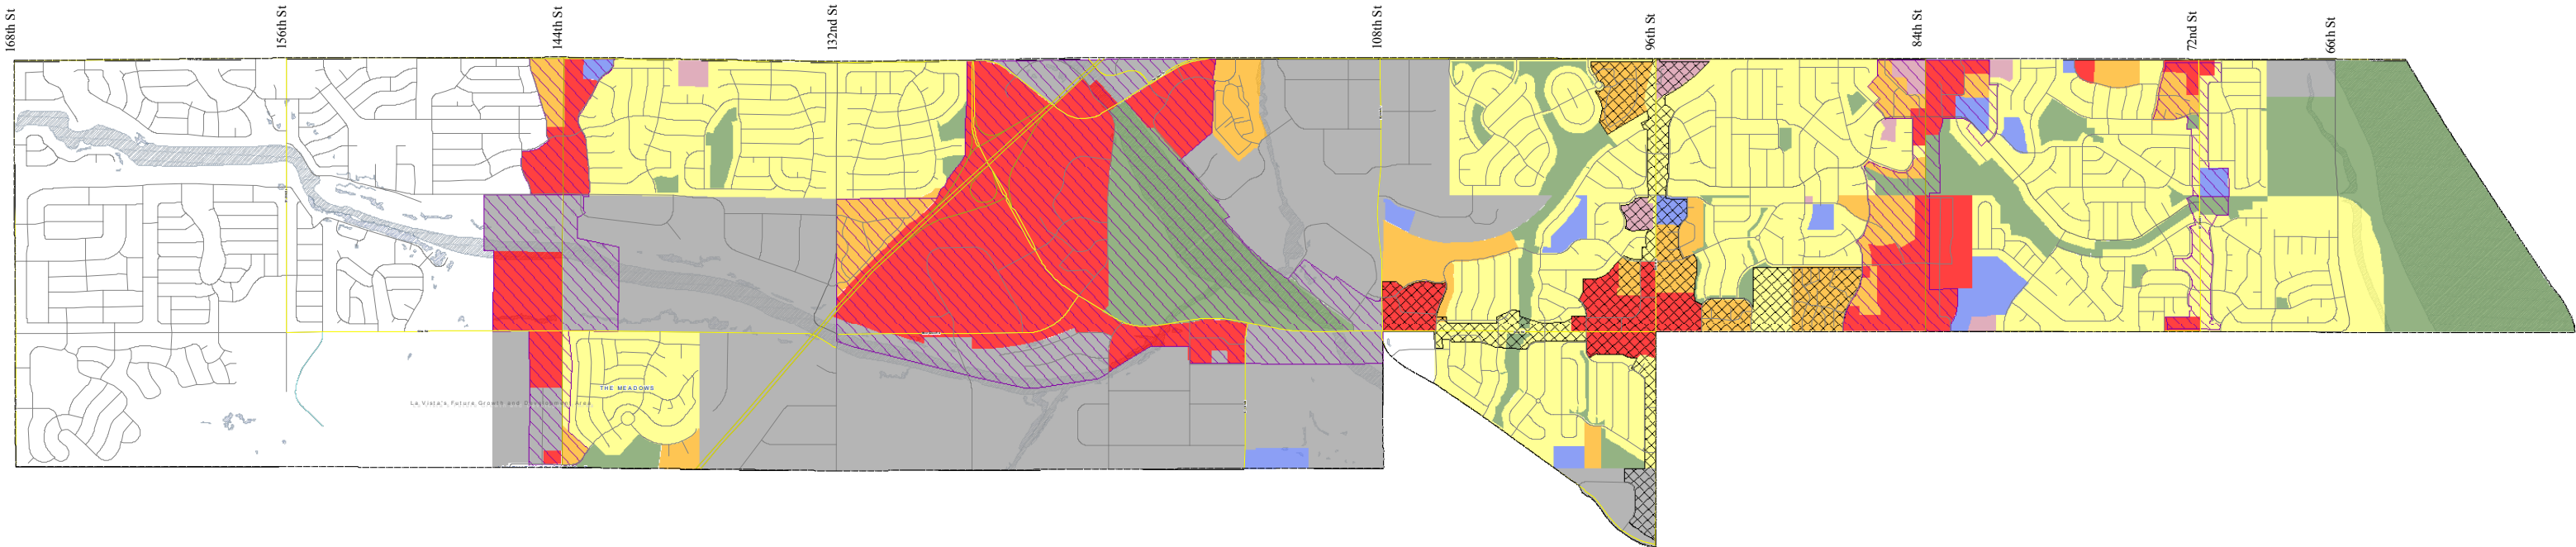 168th St
156th St
144th St
132nd St
108th St
96th St
84th St
72nd St
66th St
THE MEADOWS
La Vista's Future Growth and Development Area